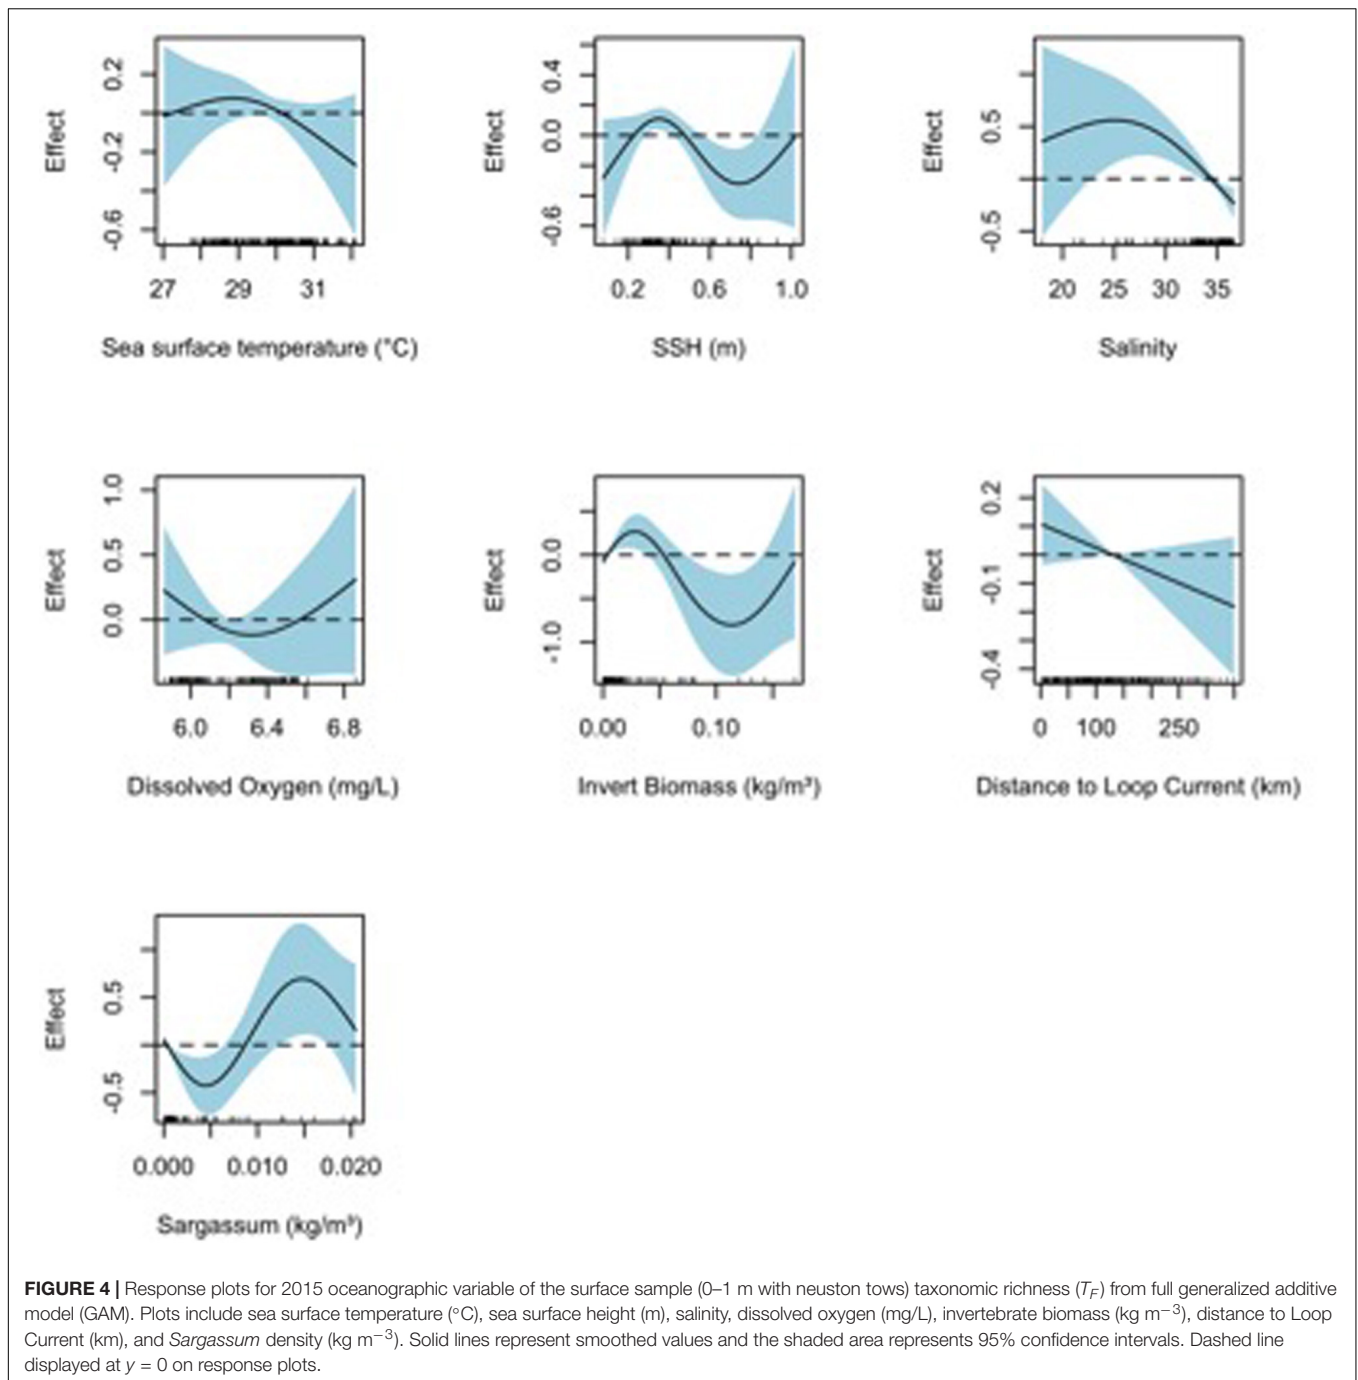 Effect
0.2
-0.2
-0.6
27 29 31
Sea surface temperature (°C)
Effect
0.4
0.0
-0.6
0.2 0.6 1.0
SSH (m)
Effect
0.5
-0.5
20 25 30 35
Salinity
Effect
1.0
0.5
0.0
6.0 6.4 6.8
Dissolved Oxygen (mg/L)
Effect
0.0
-1.0
0.00 0.10
Invert Biomass (kg/m³)
Effect
0.2
-0.1
-0.4
0 100 250
Distance to Loop Current (km)
Effect
0.5
-0.5
0.000 0.010 0.020
Sargassum (kg/m³)
FIGURE 4 | Response plots for 2015 oceanographic variable of the surface sample (0–1 m with neuston tows) taxonomic richness (T_F) from full generalized additive
model (GAM). Plots include sea surface temperature (°C), sea surface height (m), salinity, dissolved oxygen (mg/L), invertebrate biomass (kg m⁻³), distance to Loop
Current (km), and Sargassum density (kg m⁻³). Solid lines represent smoothed values and the shaded area represents 95% confidence intervals. Dashed line
displayed at y = 0 on response plots.